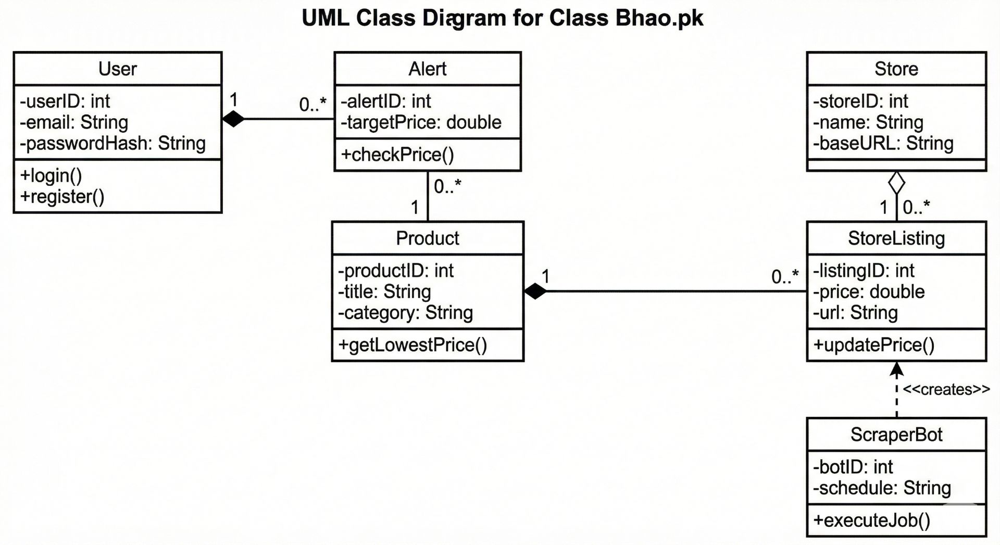 UML Class Diagram for Class Bhao.pk
User
-userID: int
-email: String
-passwordHash: String
+login()
+register()
1
0..*
Alert
-alertID: int
-targetPrice: double
+checkPrice()
0..*
1
Store
-storeID: int
-name: String
-baseURL: String
1
0..*
Product
-productID: int
-title: String
-category: String
+getLowestPrice()
1
0..*
StoreListing
-listingID: int
-price: double
-url: String
+updatePrice()
<<creates>>
ScraperBot
-botID: int
-schedule: String
+executeJob()